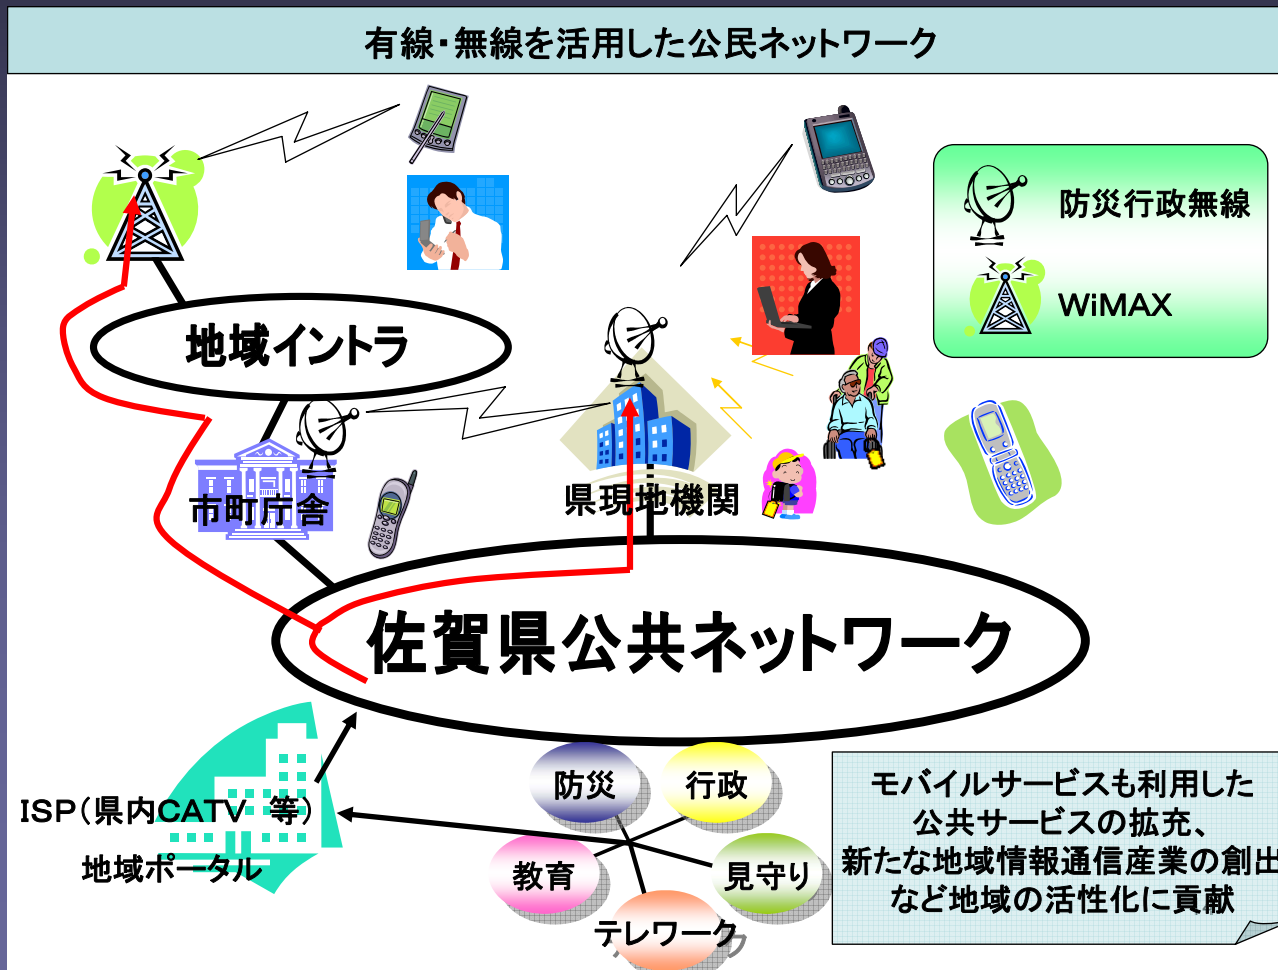 有線・無線を活用した公民ネットワーク
防災行政無線
WiMAX
地域イントラ
市町庁舎
県現地機関
佐賀県公共ネットワーク
ISP(県内CATV 等)
地域ポータル
防災
行政
教育
見守り
テレワーク
モバイルサービスも利用した
公共サービスの拡充、
新たな地域情報通信産業の創出
など地域の活性化に貢献